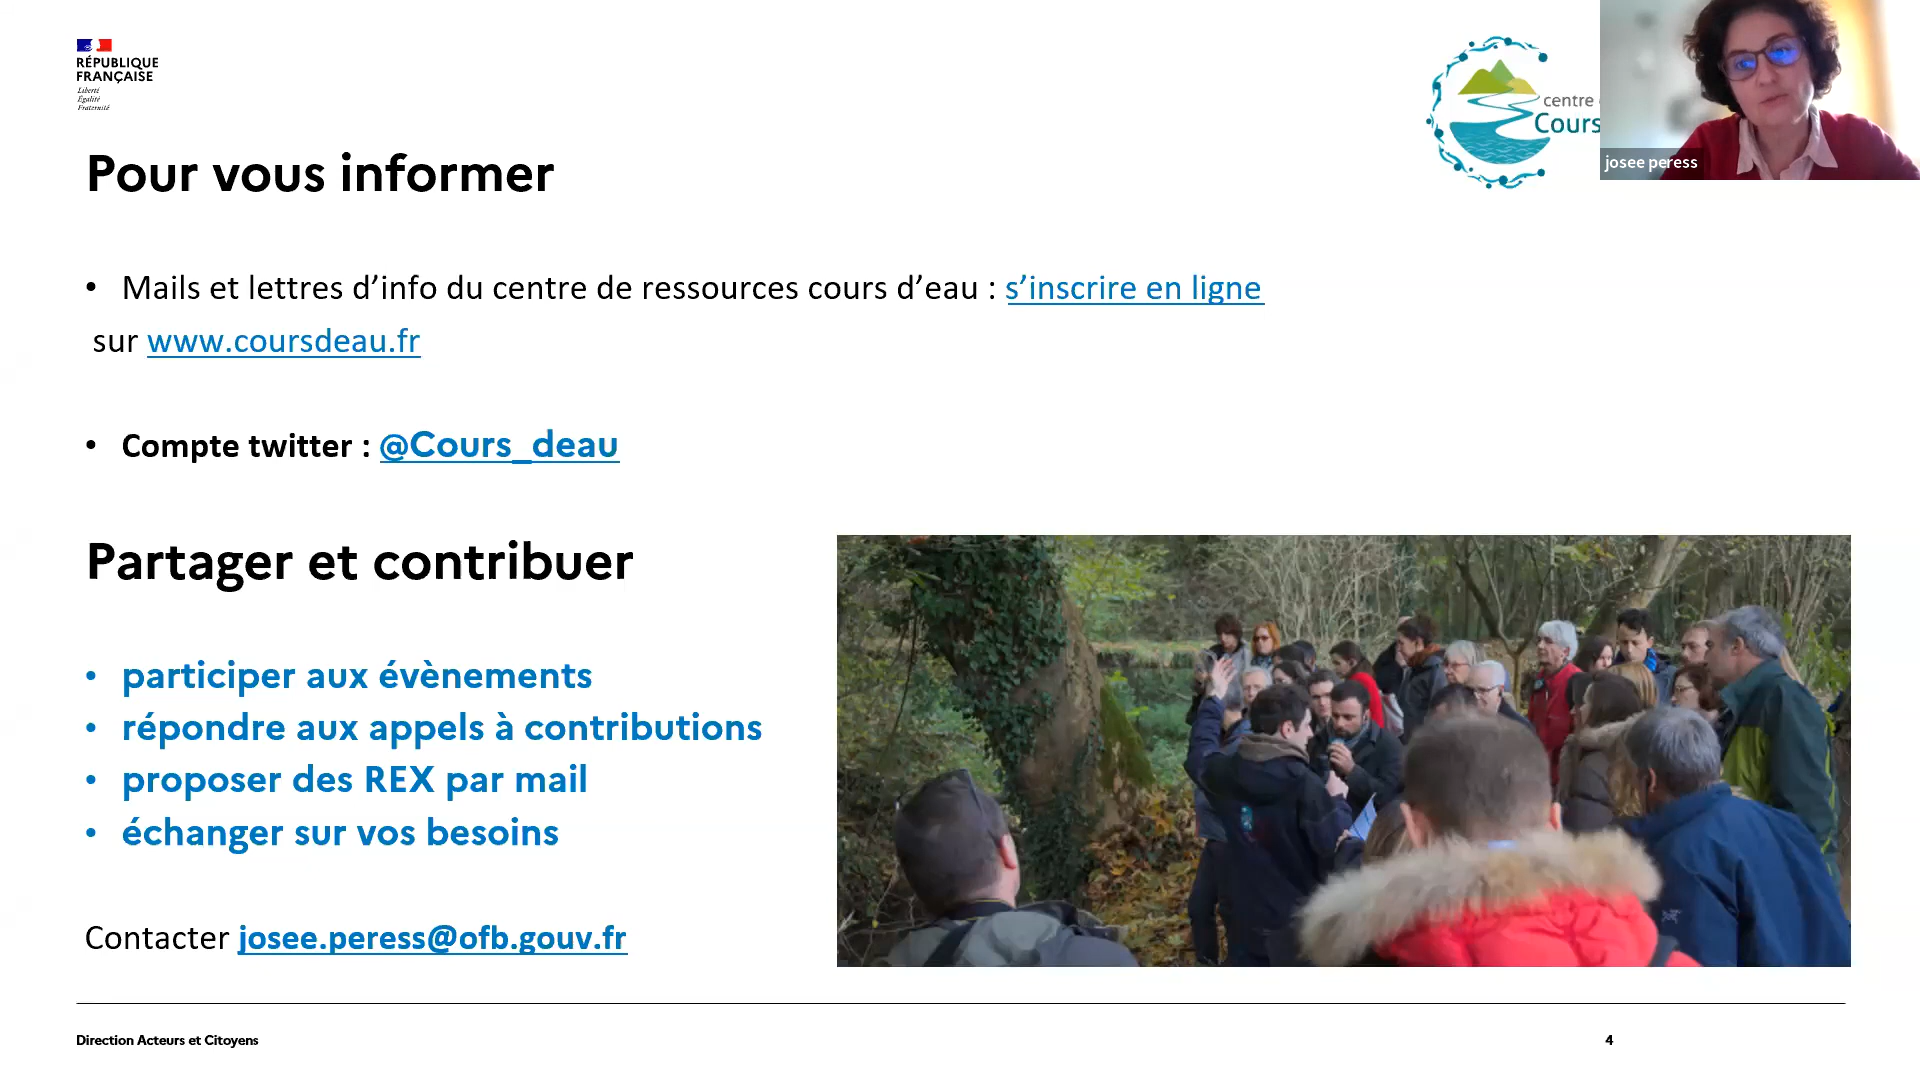 RÉPUBLIQUE
FRANÇAISE
Liberté
Égalité
Fraternité
centre
Cours
josee peress
Pour vous informer
• Mails et lettres d’info du centre de ressources cours d’eau : s’inscrire en ligne
sur www.coursdeau.fr
• Compte twitter : @Cours_deau
Partager et contribuer
• participer aux évènements
• répondre aux appels à contributions
• proposer des REX par mail
• échanger sur vos besoins
Contacter josee.peress@ofb.gouv.fr
Direction Acteurs et Citoyens
4